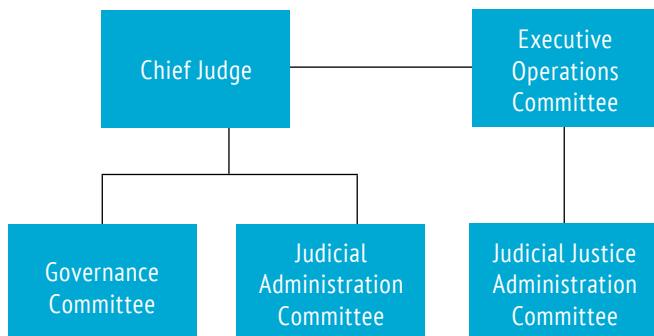 Chief Judge
Executive
Operations
Committee
Governance
Committee
Judicial
Administration
Committee
Judicial Justice
Administration
Committee